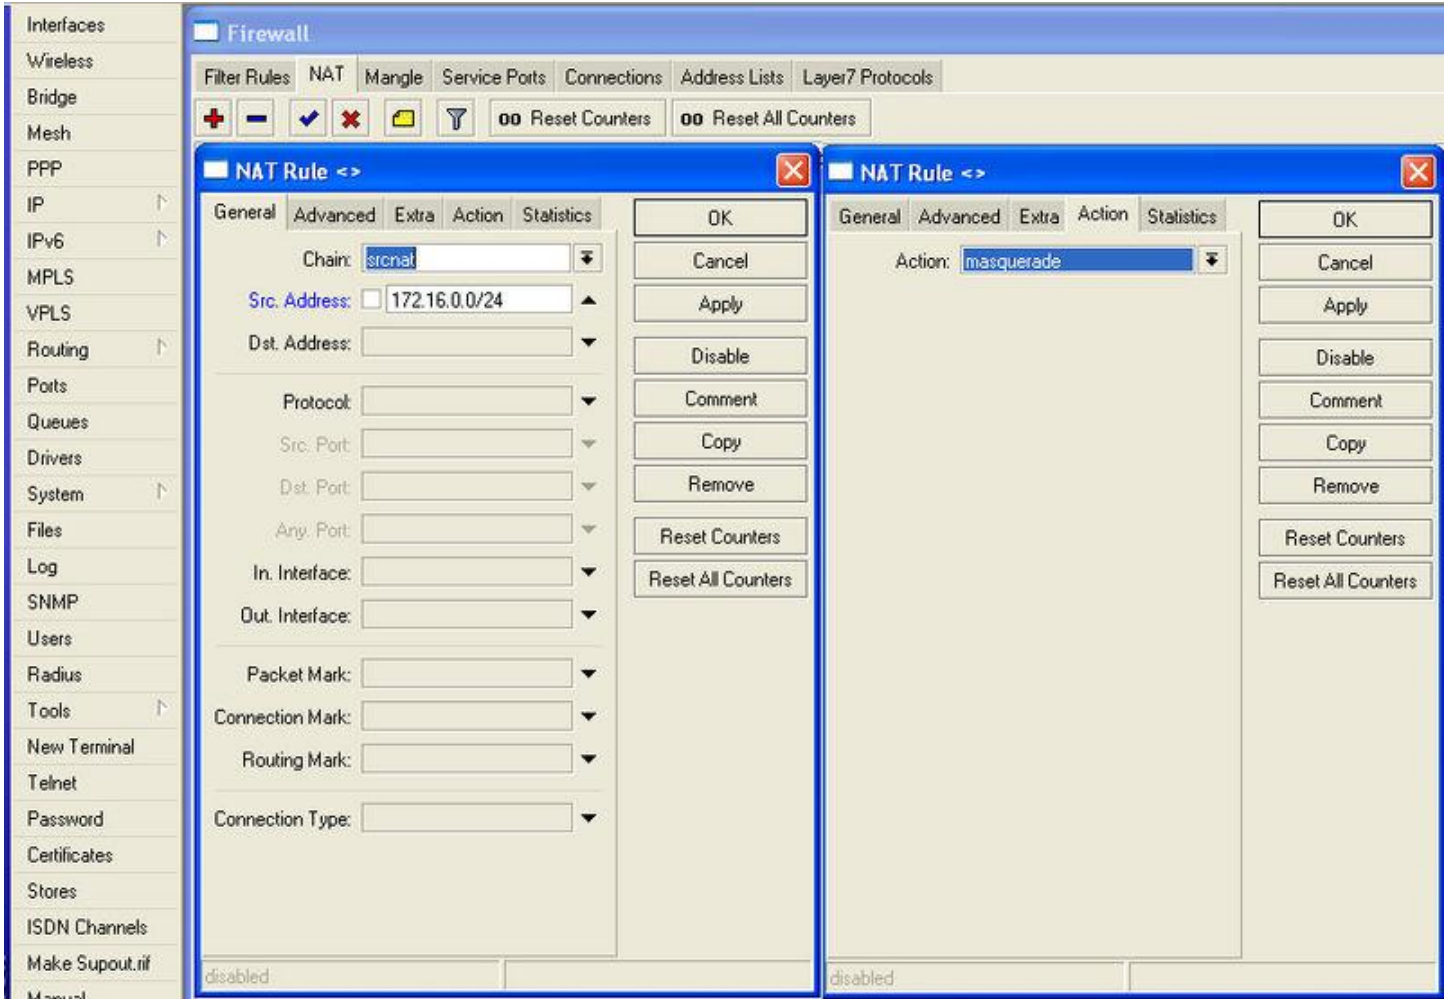 Interfaces
Wireless
Bridge
Mesh
PPP
IP
IPv6
MPLS
VPLS
Routing
Ports
Queues
Drivers
System
Files
Log
SNMP
Users
Radius
Tools
New Terminal
Telnet
Password
Certificates
Stores
ISDN Channels
Make Supout.rif
Manual
Firewall
Filter Rules NAT Mangle Service Ports Connections Address Lists Layer7 Protocols
00 Reset Counters 00 Reset All Counters
NAT Rule <>
General Advanced Extra Action Statistics
Chain: srcnat
Src. Address: 172.16.0.0/24
Dst. Address:
Protocol:
Src. Port:
Dst. Port:
Any. Port:
In. Interface:
Out. Interface:
Packet Mark:
Connection Mark:
Routing Mark:
Connection Type:
OK
Cancel
Apply
Disable
Comment
Copy
Remove
Reset Counters
Reset All Counters
disabled
NAT Rule <>
General Advanced Extra Action Statistics
Action: masquerade
OK
Cancel
Apply
Disable
Comment
Copy
Remove
Reset Counters
Reset All Counters
disabled